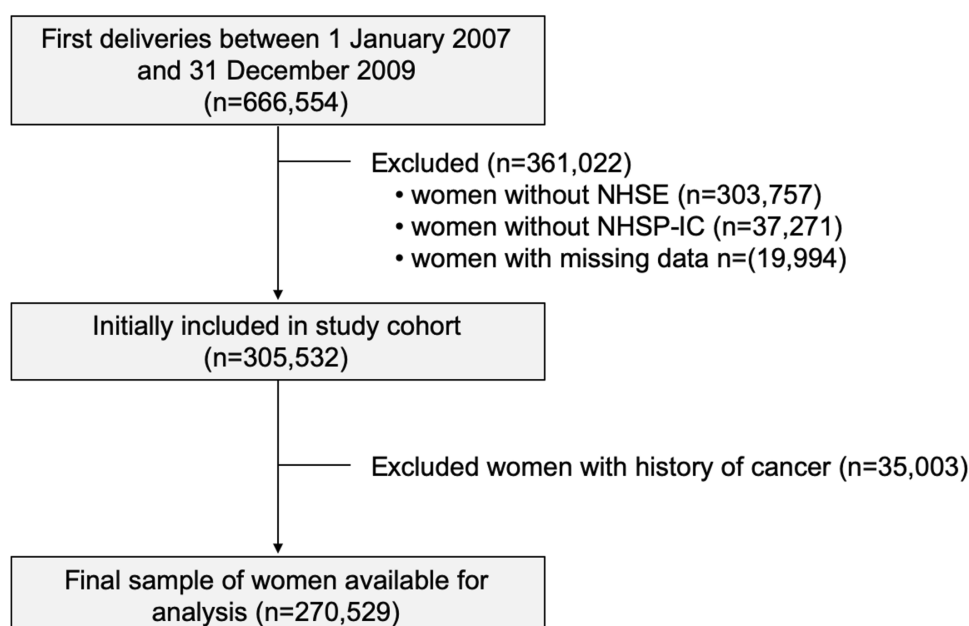 First deliveries between 1 January 2007
and 31 December 2009
(n=666,554)
Excluded (n=361,022)
• women without NHSE (n=303,757)
• women without NHSP-IC (n=37,271)
• women with missing data n=(19,994)
Initially included in study cohort
(n=305,532)
Excluded women with history of cancer (n=35,003)
Final sample of women available for
analysis (n=270,529)